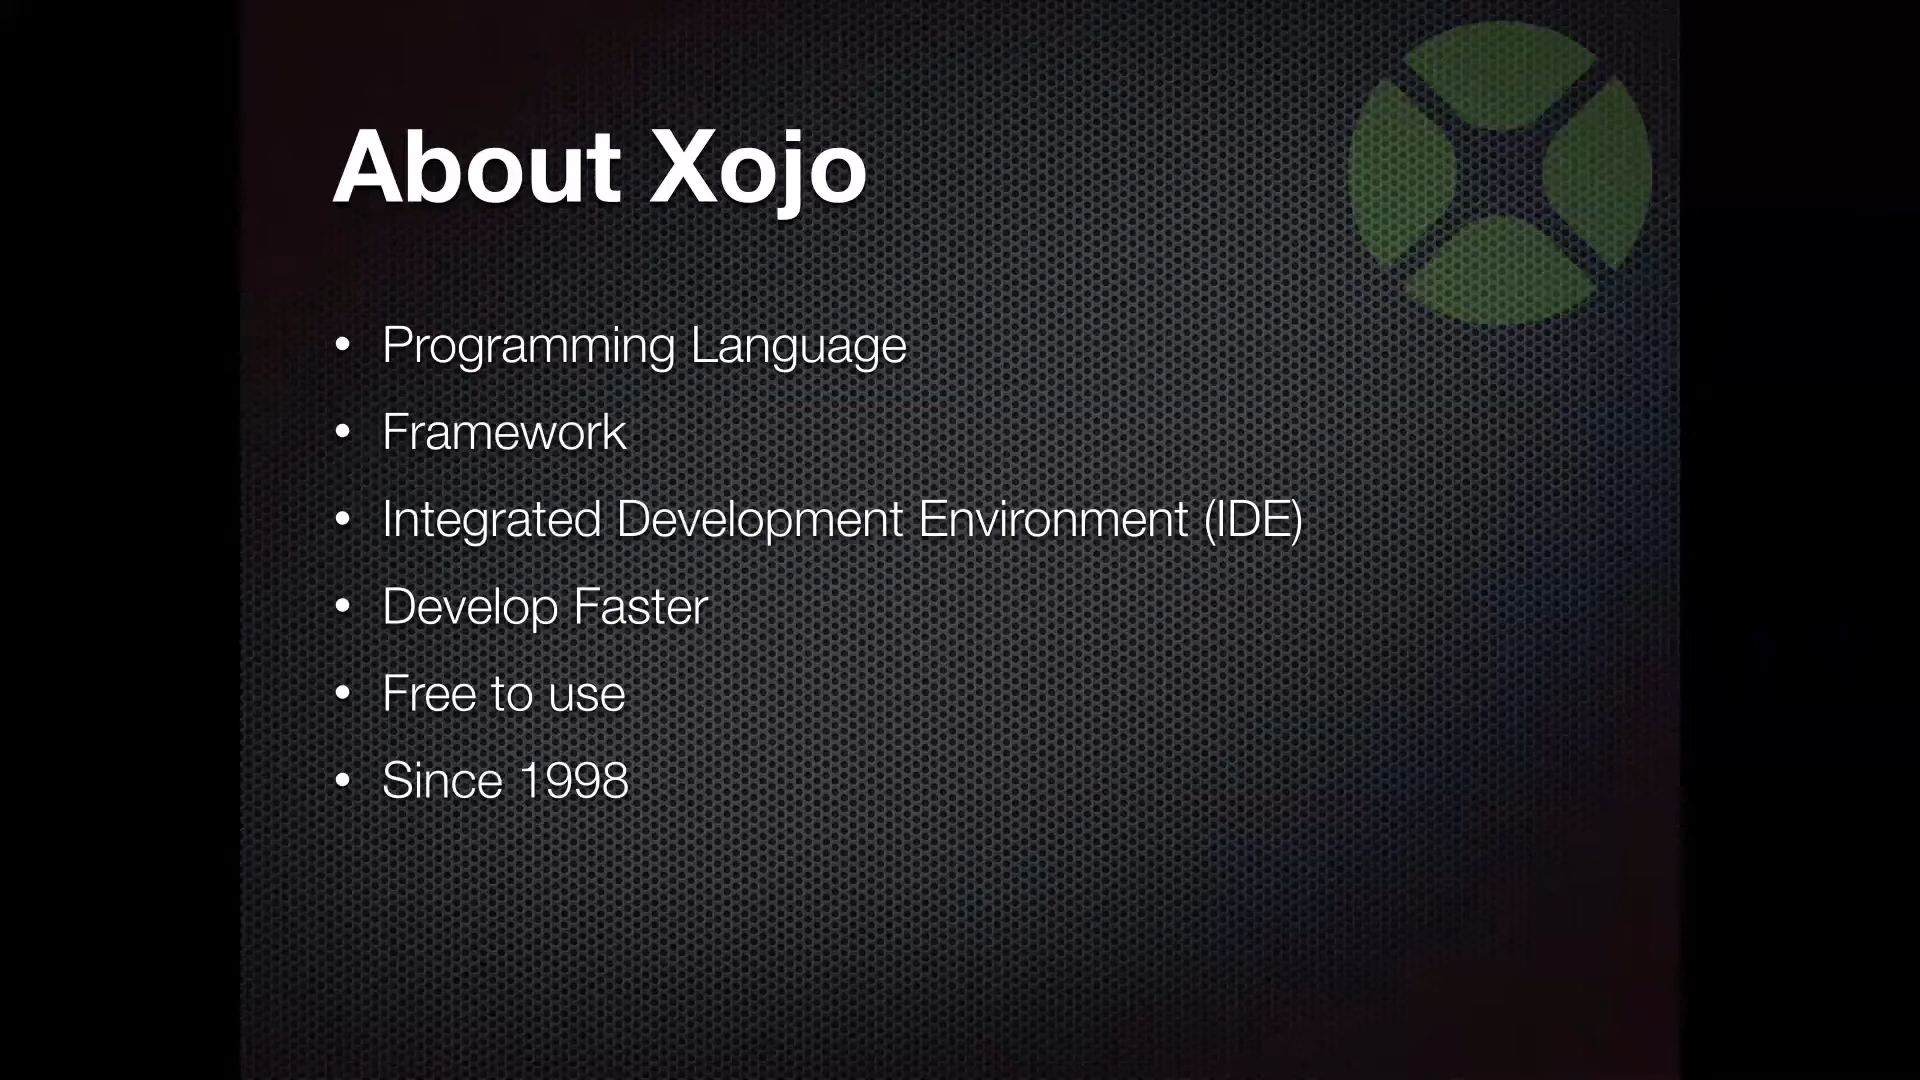 About Xojo
• Programming Language
• Framework
• Integrated Development Environment (IDE)
• Develop Faster
• Free to use
• Since 1998